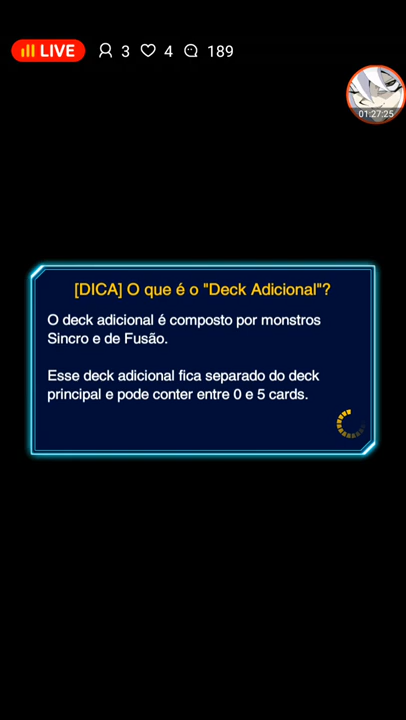 LIVE 3 4 189
01:27:25
[DICA] O que é o "Deck Adicional"?
O deck adicional é composto por monstros
Sincro e de Fusão.
Esse deck adicional fica separado do deck
principal e pode conter entre 0 e 5 cards.